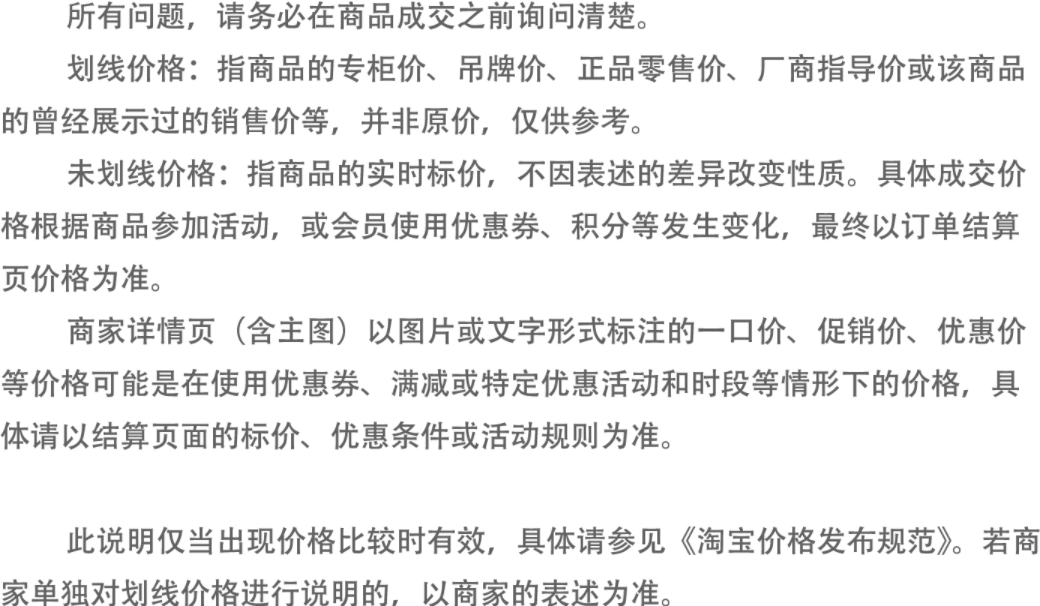 所有问题，请务必在商品成交之前询问清楚。
划线价格：指商品的专柜价、吊牌价、正品零售价、厂商指导价或该商品
的曾经展示过的销售价等，并非原价，仅供参考。
未划线价格：指商品的实时标价，不因表述的差异改变性质。具体成交价
格根据商品参加活动，或会员使用优惠券、积分等发生变化，最终以订单结算
页价格为准。
商家详情页（含主图）以图片或文字形式标注的一口价、促销价、优惠价
等价格可能是在使用优惠券、满减或特定优惠活动和时段等情形下的价格，具
体请以结算页面的标价、优惠条件或活动规则为准。
此说明仅当出现价格比较时有效，具体请参见《淘宝价格发布规范》。若商
家单独对划线价格进行说明的，以商家的表述为准。